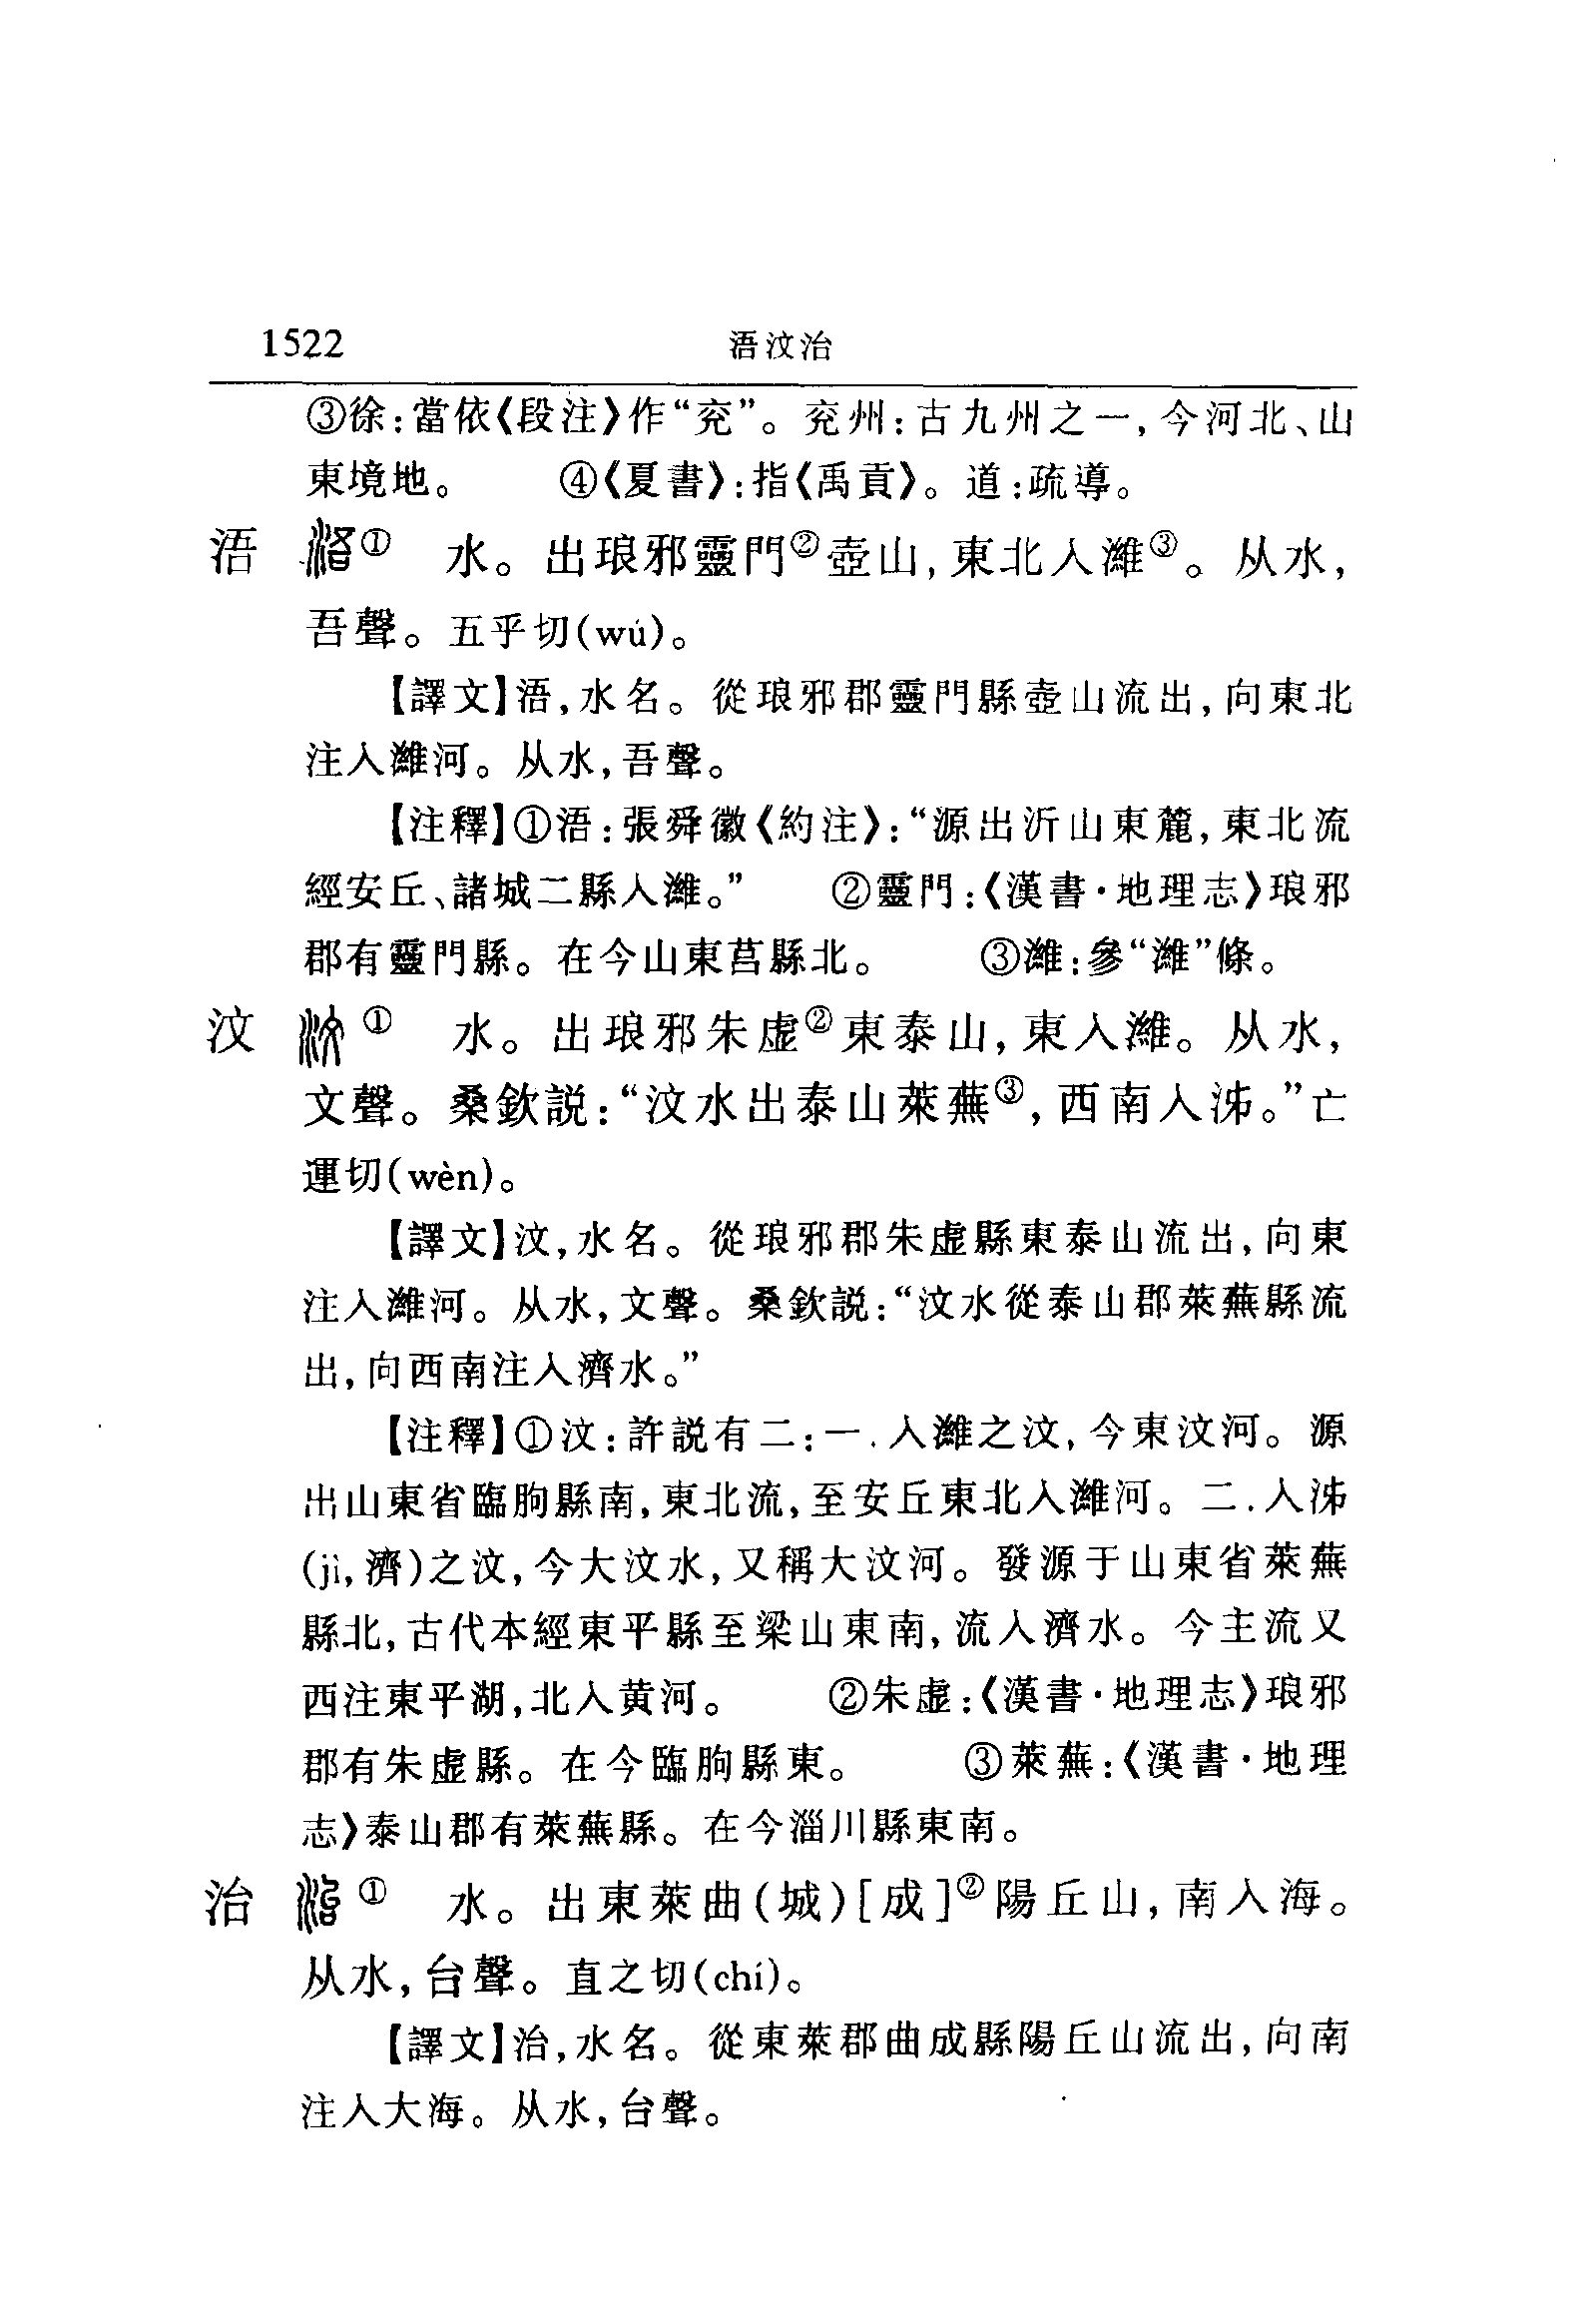 1522 浯汶治
③徐:當依《段注》作“兖”。兖州:古九州之一,今河北、山
東境地。 ④《夏書》:指《禹貢》。道:疏導。
浯 ① 水。出琅邪靈門②壺山,東北入濰③。从水,
吾聲。五乎切(wú)。
【譯文】浯,水名。從琅邪郡靈門縣壺山流出,向東北
注入濰河。从水,吾聲。
【注釋】①浯:張舜徽《約注》:“源出沂山東麓,東北流
經安丘、諸城二縣入濰。” ②靈門:《漢書·地理志》琅邪
郡有靈門縣。在今山東莒縣北。 ③濰:參“濰”條。
汶 ① 水。出琅邪朱虛②東泰山,東入濰。从水,
文聲。桑欽説:“汶水出泰山萊蕪③,西南入泲。”亡
運切(wèn)。
【譯文】汶,水名。從琅邪郡朱虛縣東泰山流出,向東
注入濰河。从水,文聲。桑欽説:“汶水從泰山郡萊蕪縣流
出,向西南注入濟水。”
【注釋】①汶:許説有二:一.入濰之汶,今東汶河。源
出山東省臨朐縣南,東北流,至安丘東北入濰河。二.入泲
(jì,濟)之汶,今大汶水,又稱大汶河。發源于山東省萊蕪
縣北,古代本經東平縣至梁山東南,流入濟水。今主流又
西注東平湖,北入黄河。 ②朱虛:《漢書·地理志》琅邪
郡有朱虛縣。在今臨朐縣東。 ③萊蕪:《漢書·地理
志》泰山郡有萊蕪縣。在今淄川縣東南。
治 ① 水。出東萊曲(城)[成]②陽丘山,南入海。
从水,台聲。直之切(chí)。
【譯文】治,水名。從東萊郡曲成縣陽丘山流出,向南
注入大海。从水,台聲。